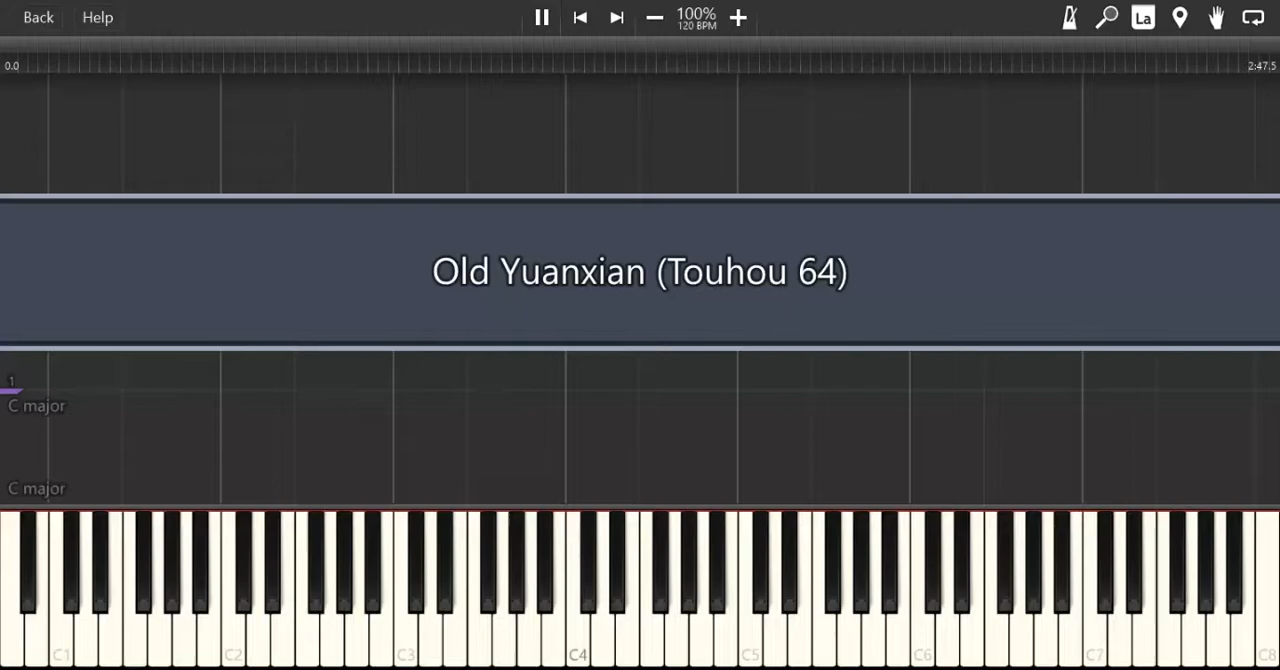 Back Help 100% La
120 BPM
0.0 2:47.5
Old Yuanxian (Touhou 64)
1
C major
C major
C1 C2 C3 C4 C5 C6 C7 C8